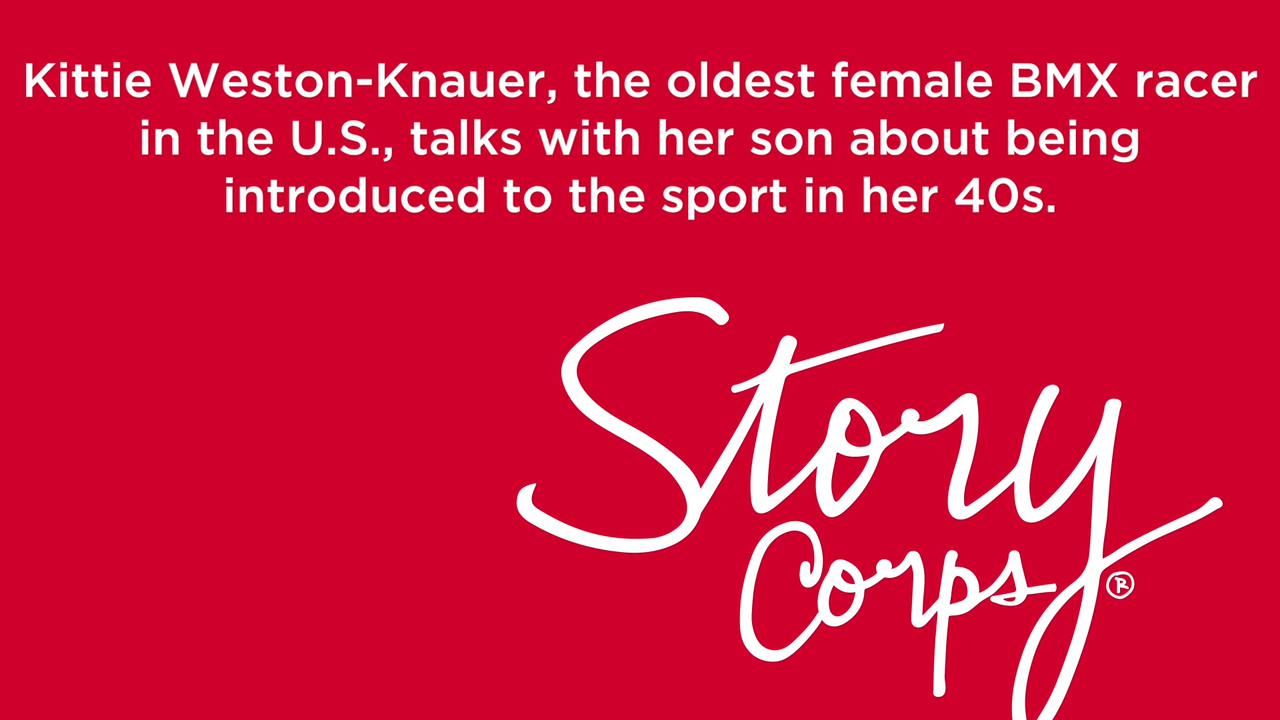 Kittie Weston-Knauer, the oldest female BMX racer
in the U.S., talks with her son about being
introduced to the sport in her 40s.
Story
Corps®